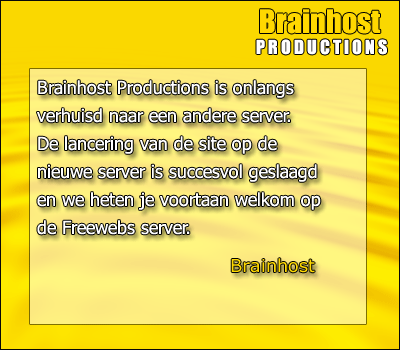 Brainhost
PRODUCTIONS
Brainhost Productions is onlangs
verhuisd naar een andere server.
De lancering van de site op de
nieuwe server is succesvol geslaagd
en we heten je voortaan welkom op
de Freewebs server.
Brainhost